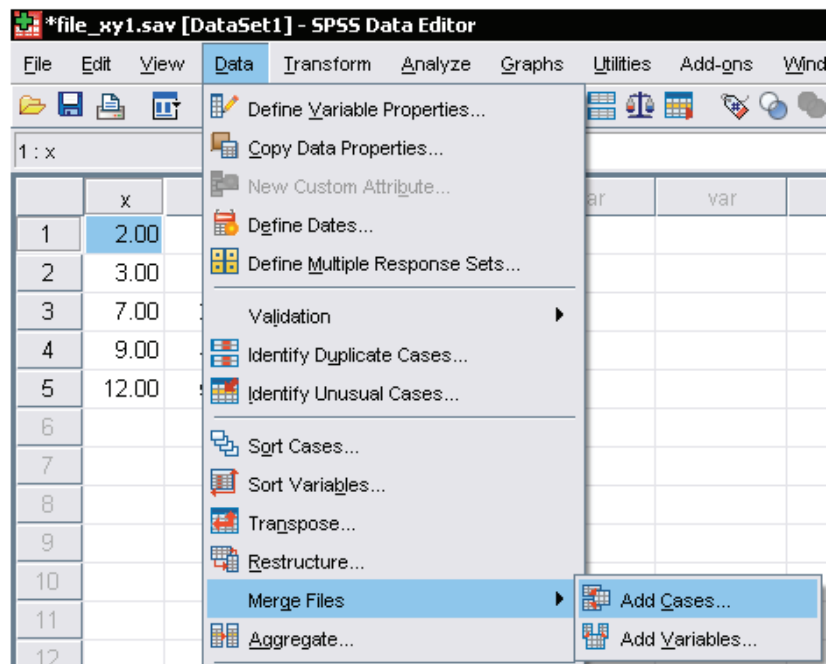 *file_xy1.sav [DataSet1] - SPSS Data Editor
File Edit View Data Transform Analyze Graphs Utilities Add-ons Wind
1 : x
x ar var
1 2.00
2 3.00
3 7.00
4 9.00
5 12.00
6
7
8
9
10
11
12
Define Variable Properties...
Copy Data Properties...
New Custom Attribute...
Define Dates...
Define Multiple Response Sets...
Validation
Identify Duplicate Cases...
Identify Unusual Cases...
Sort Cases...
Sort Variables...
Transpose...
Restructure...
Merge Files
Aggregate...
Add Cases...
Add Variables...